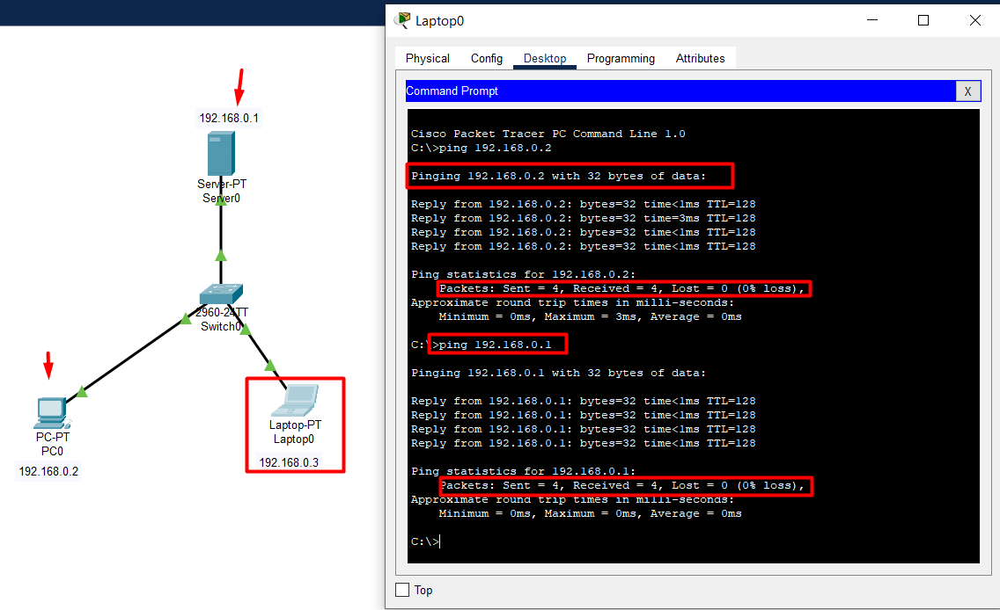 192.168.0.1
Server-PT
Server0
2960-24TT
Switch0
PC-PT
PC0
192.168.0.2
Laptop-PT
Laptop0
192.168.0.3
Laptop0
Physical Config Desktop Programming Attributes
Command Prompt X
Cisco Packet Tracer PC Command Line 1.0
C:\>ping 192.168.0.2
Pinging 192.168.0.2 with 32 bytes of data:
Reply from 192.168.0.2: bytes=32 time<1ms TTL=128
Reply from 192.168.0.2: bytes=32 time=3ms TTL=128
Reply from 192.168.0.2: bytes=32 time<1ms TTL=128
Reply from 192.168.0.2: bytes=32 time<1ms TTL=128
Ping statistics for 192.168.0.2:
Packets: Sent = 4, Received = 4, Lost = 0 (0% loss),
Approximate round trip times in milli-seconds:
Minimum = 0ms, Maximum = 3ms, Average = 0ms
C:\>ping 192.168.0.1
Pinging 192.168.0.1 with 32 bytes of data:
Reply from 192.168.0.1: bytes=32 time<1ms TTL=128
Reply from 192.168.0.1: bytes=32 time<1ms TTL=128
Reply from 192.168.0.1: bytes=32 time<1ms TTL=128
Reply from 192.168.0.1: bytes=32 time<1ms TTL=128
Ping statistics for 192.168.0.1:
Packets: Sent = 4, Received = 4, Lost = 0 (0% loss),
Approximate round trip times in milli-seconds:
Minimum = 0ms, Maximum = 0ms, Average = 0ms
C:\>
Top